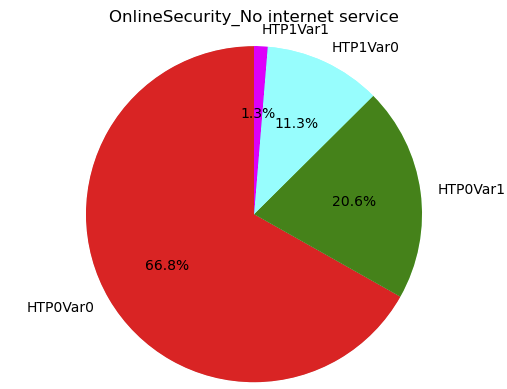 OnlineSecurity_No internet service
HTP1Var1
HTP1Var0
1.3%
11.3%
HTP0Var1
20.6%
66.8%
HTP0Var0